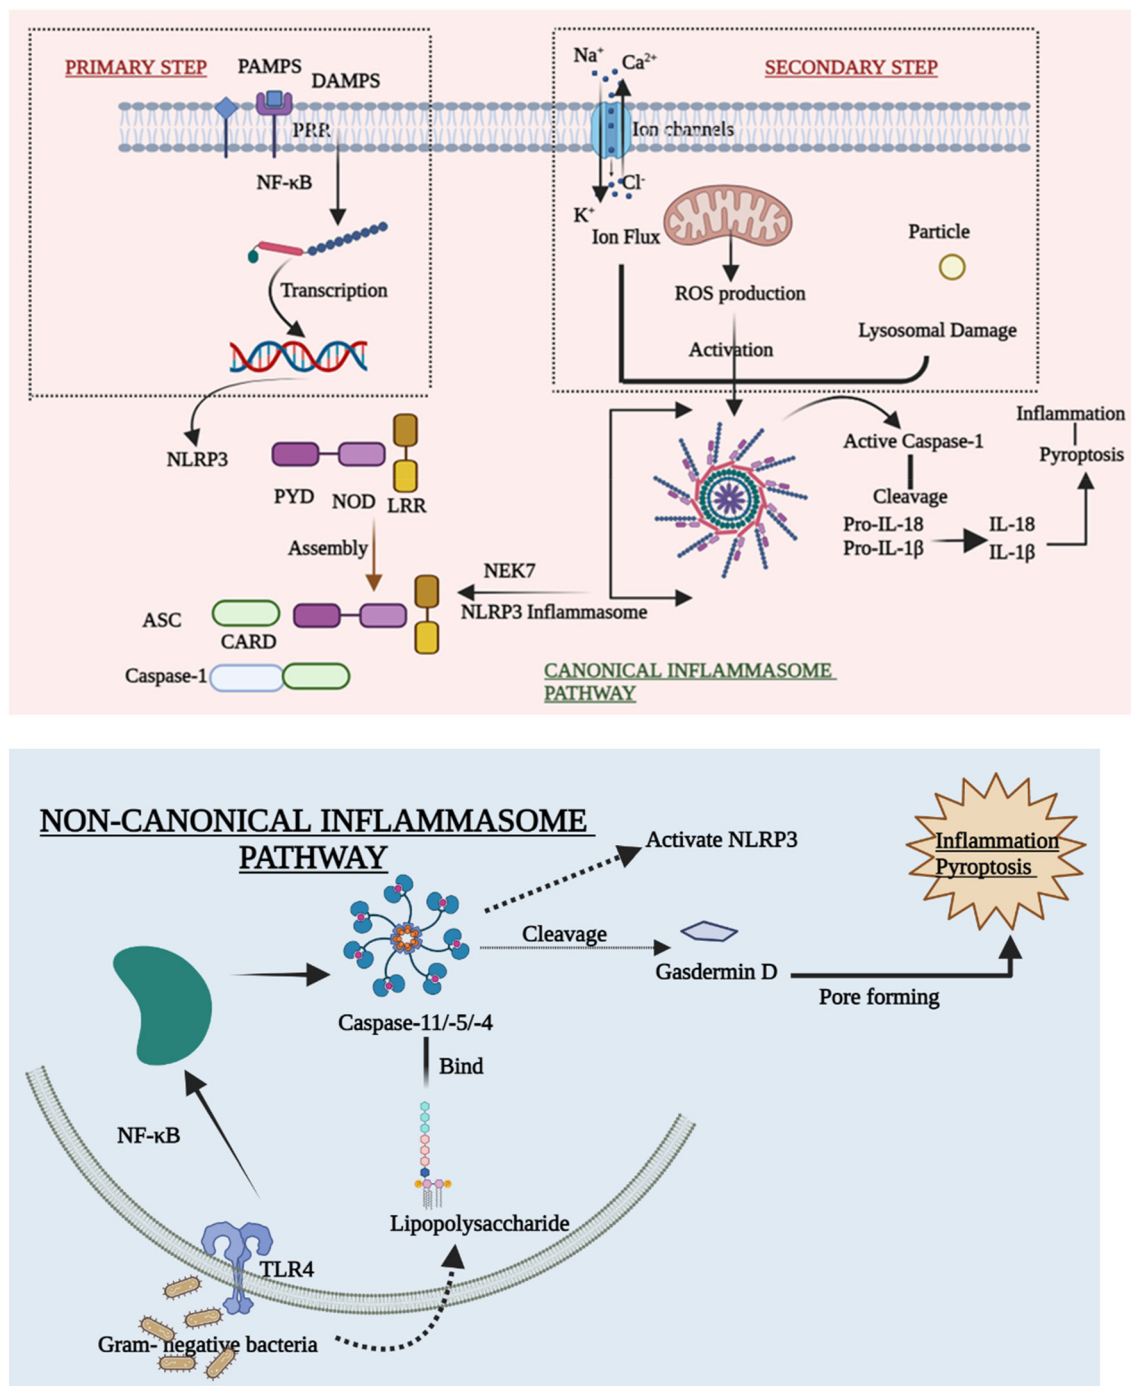 PRIMARY STEP
PAMPS
DAMPS
PRR
NF-κB
Transcription
SECONDARY STEP
Na⁺
Ca²⁺
Ion channels
Cl⁻
K⁺
Ion Flux
ROS production
Particle
Lysosomal Damage
Activation
NLRP3
PYD
NOD
LRR
Assembly
NEK7
NLRP3 Inflammasome
ASC
CARD
Caspase-1
Active Caspase-1
Cleavage
Pro-IL-18
Pro-IL-1β
IL-18
IL-1β
Inflammation
Pyroptosis
CANONICAL INFLAMMASOME
PATHWAY
NON-CANONICAL INFLAMMASOME
PATHWAY
Activate NLRP3
Inflammation
Pyroptosis
Cleavage
Gasdermin D
Pore forming
Caspase-11/-5/-4
Bind
NF-κB
Lipopolysaccharide
TLR4
Gram- negative bacteria